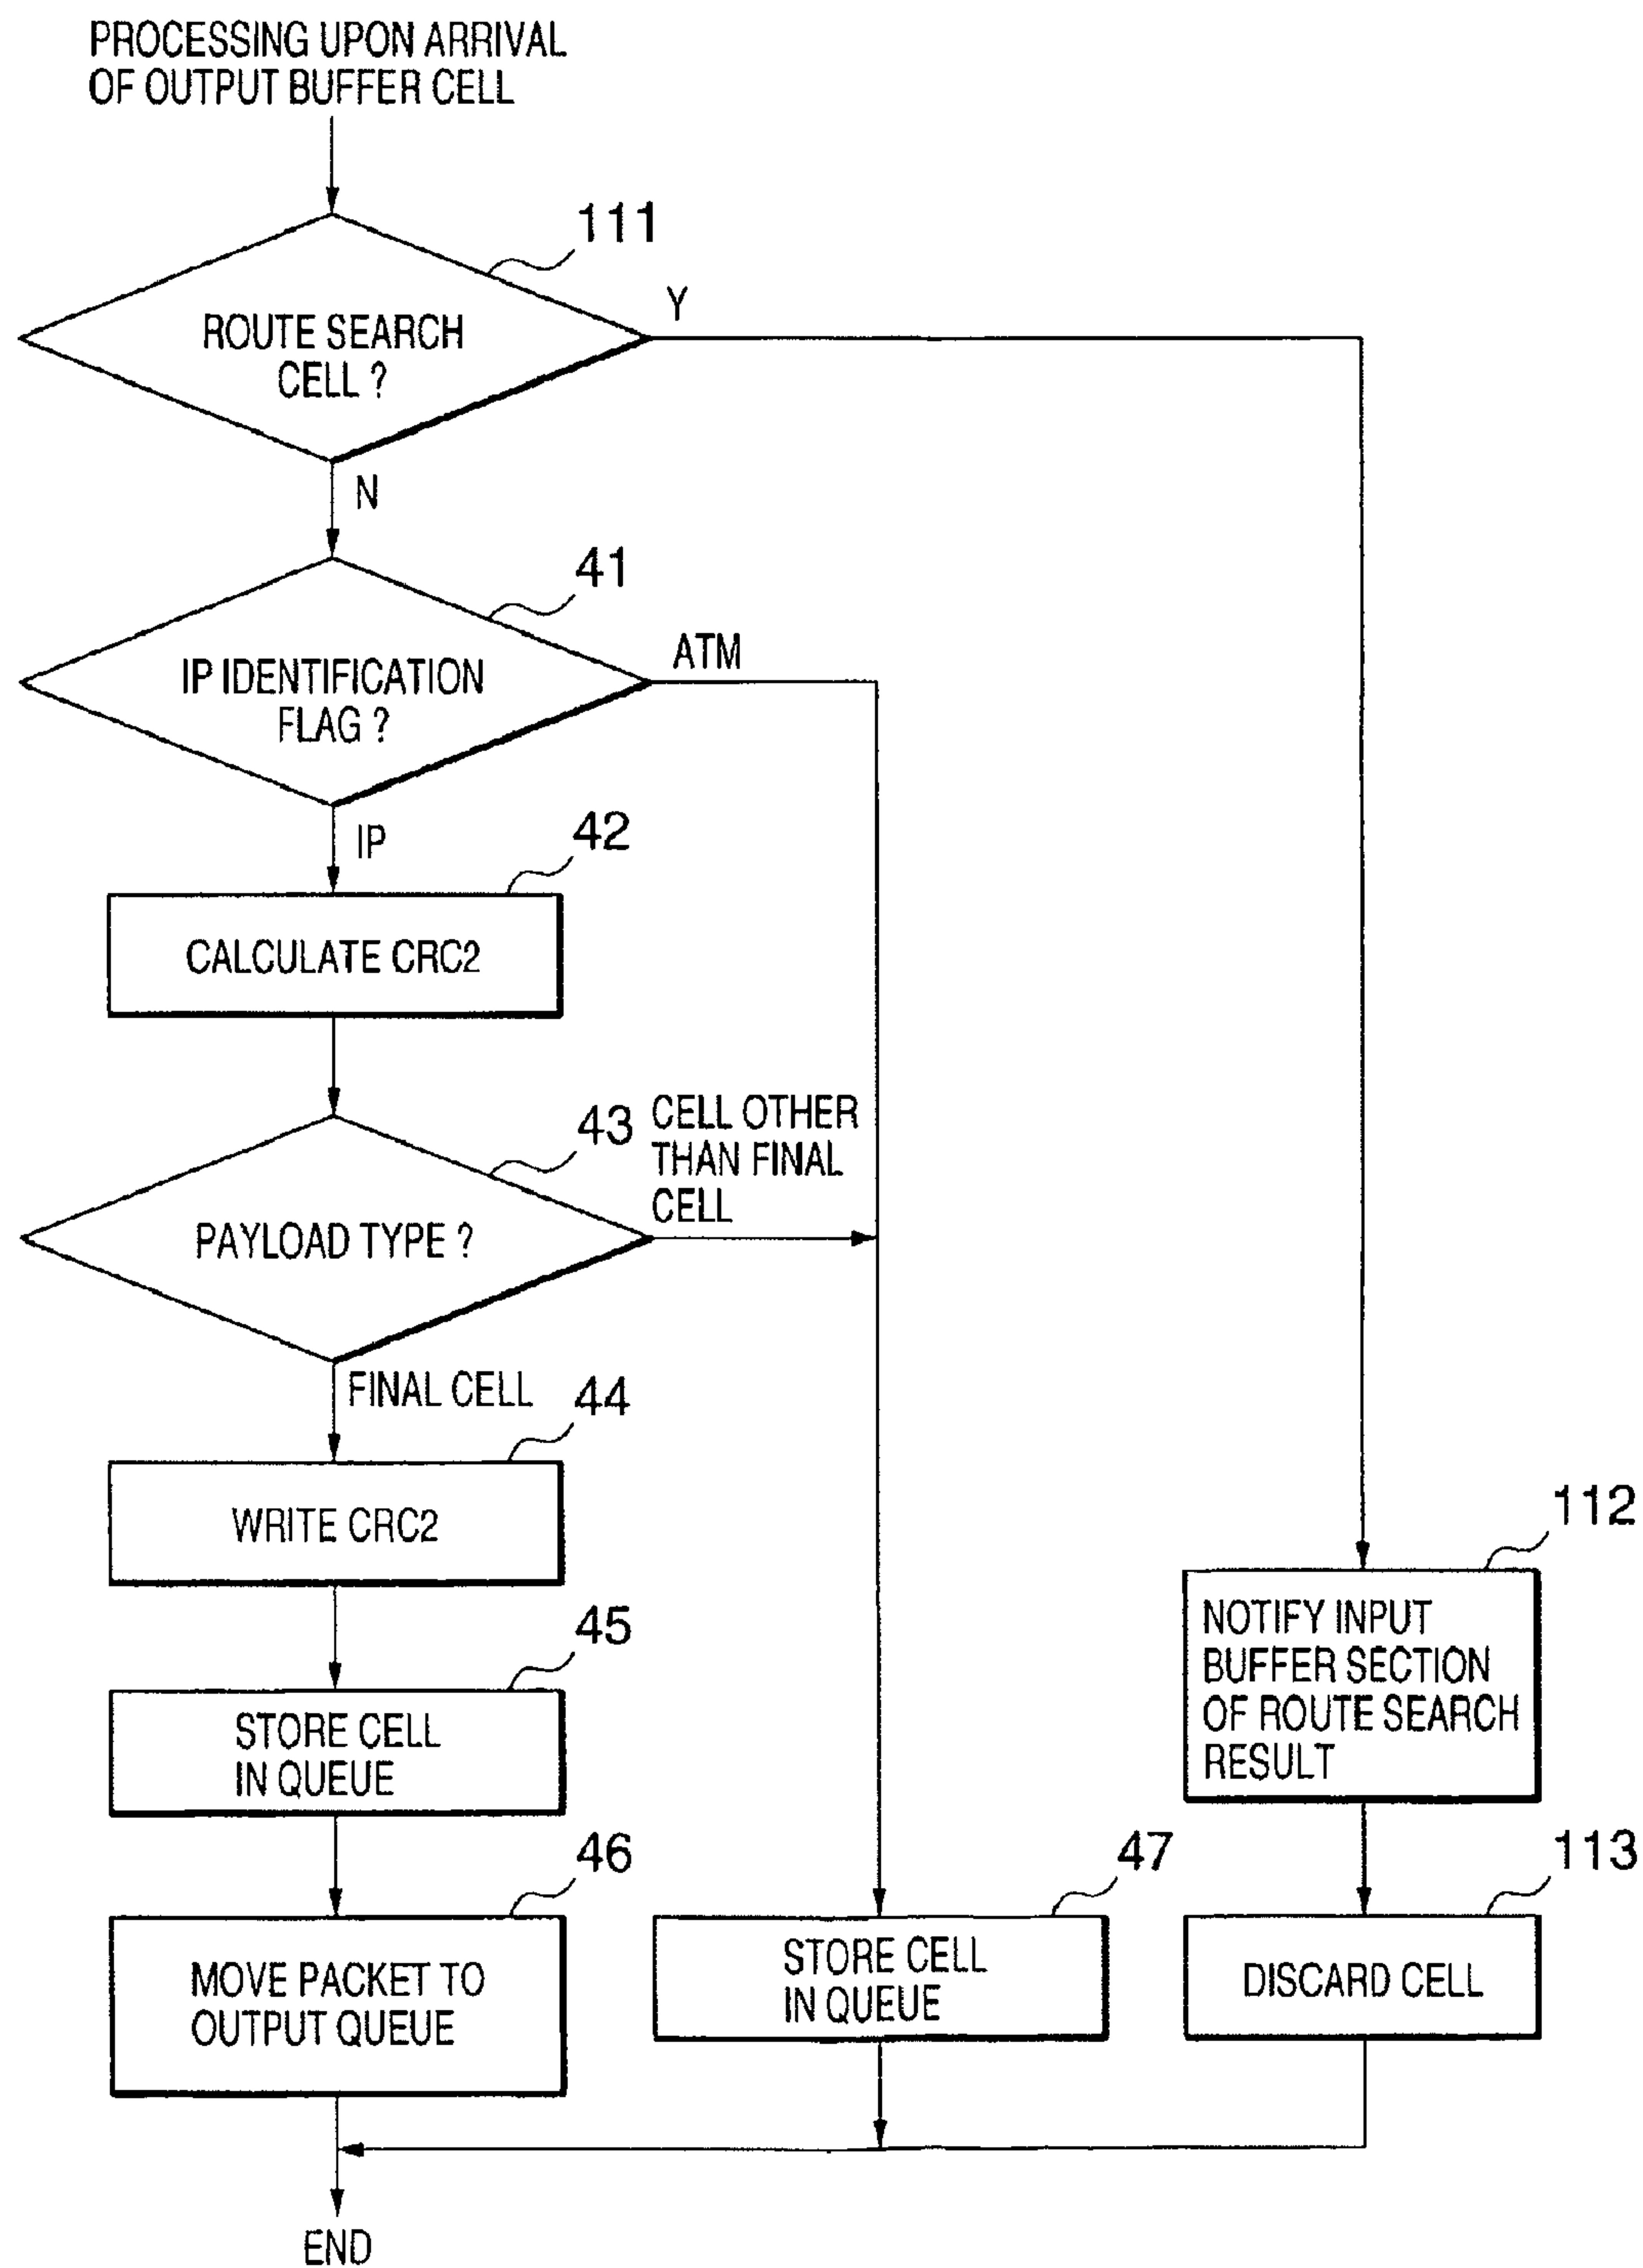 PROCESSING UPON ARRIVAL
OF OUTPUT BUFFER CELL
111
ROUTE SEARCH
CELL ?
Y
N
41
IP IDENTIFICATION
FLAG ?
ATM
IP
42
CALCULATE CRC2
43
CELL OTHER
THAN FINAL
CELL
PAYLOAD TYPE ?
FINAL CELL
44
WRITE CRC2
45
STORE CELL
IN QUEUE
46
MOVE PACKET TO
OUTPUT QUEUE
47
STORE CELL
IN QUEUE
112
NOTIFY INPUT
BUFFER SECTION
OF ROUTE SEARCH
RESULT
113
DISCARD CELL
END